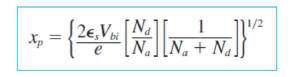 x_p = { (2ϵ_s V_bi / e) [N_d / N_a] [1 / (N_a + N_d)] }^{1/2}